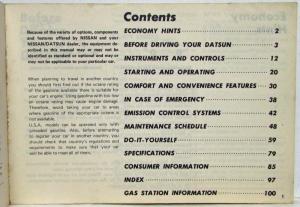 Because of the variety of options, components
and features offered by NISSAN and your
NISSAN/DATSUN dealer, the equipment de-
scribed in this manual may or may not be
identified as standard or optional and may or
may not be applicable to your particular car.
When planning to travel in another country
you should first find out if the octane rating
of the gasoline available there is suitable
for your car's engine. Using gasoline with too low
an octane rating may cause engine damage.
Therefore, avoid taking your car to areas
where gasoline of the appropriate octane is
not available.
U.S.A. models can be operated only with
unleaded gasoline. Also, before attempting
to register your car in another country, you
should check that country's regulations and
requirements to make sure that your car
will be able to meet all of them.
Contents
ECONOMY HINTS 2
BEFORE DRIVING YOUR DATSUN 3
INSTRUMENTS AND CONTROLS 12
STARTING AND OPERATING 20
COMFORT AND CONVENIENCE FEATURES 30
IN CASE OF EMERGENCY 38
EMISSION CONTROL SYSTEMS 42
MAINTENANCE SCHEDULE 48
DO-IT-YOURSELF 59
SPECIFICATIONS 79
CONSUMER INFORMATION 85
INDEX 97
GAS STATION INFORMATION 100